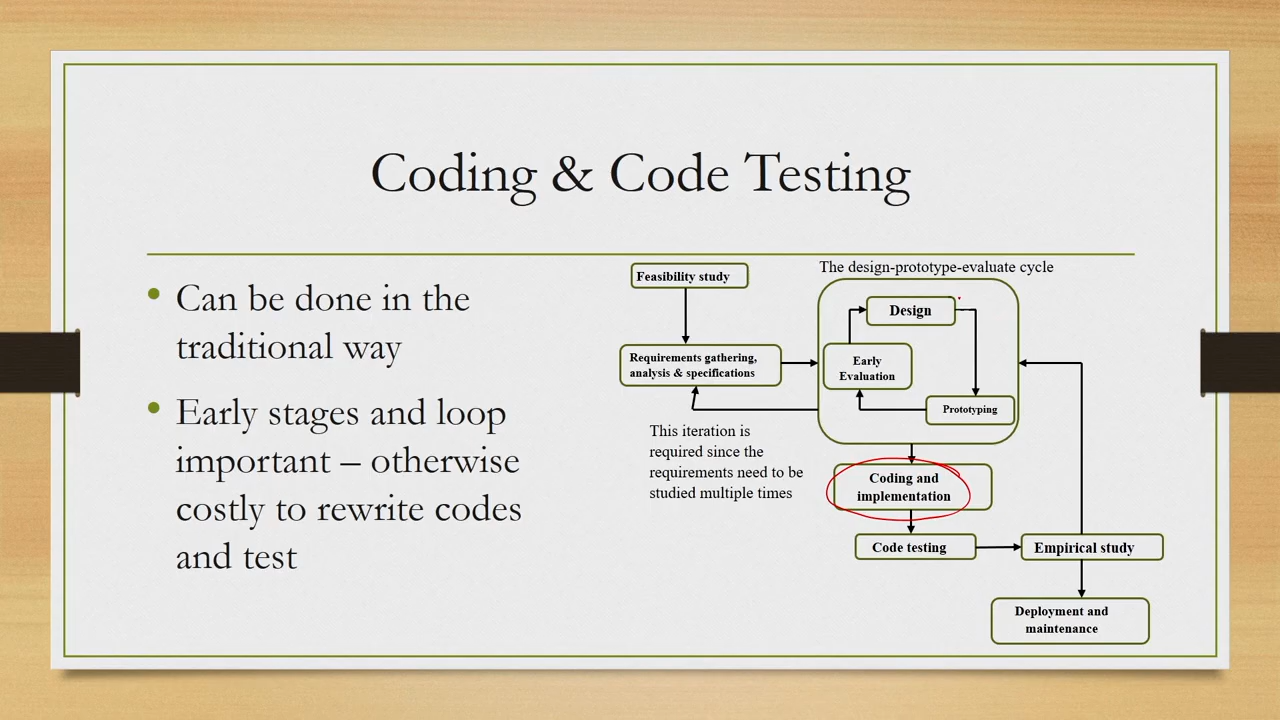 Coding & Code Testing
• Can be done in the
traditional way
• Early stages and loop
important – otherwise
costly to rewrite codes
and test
The design-prototype-evaluate cycle
Feasibility study
Design
Requirements gathering,
analysis & specifications
Early
Evaluation
Prototyping
This iteration is
required since the
requirements need to be
studied multiple times
Coding and
implementation
Code testing
Empirical study
Deployment and
maintenance